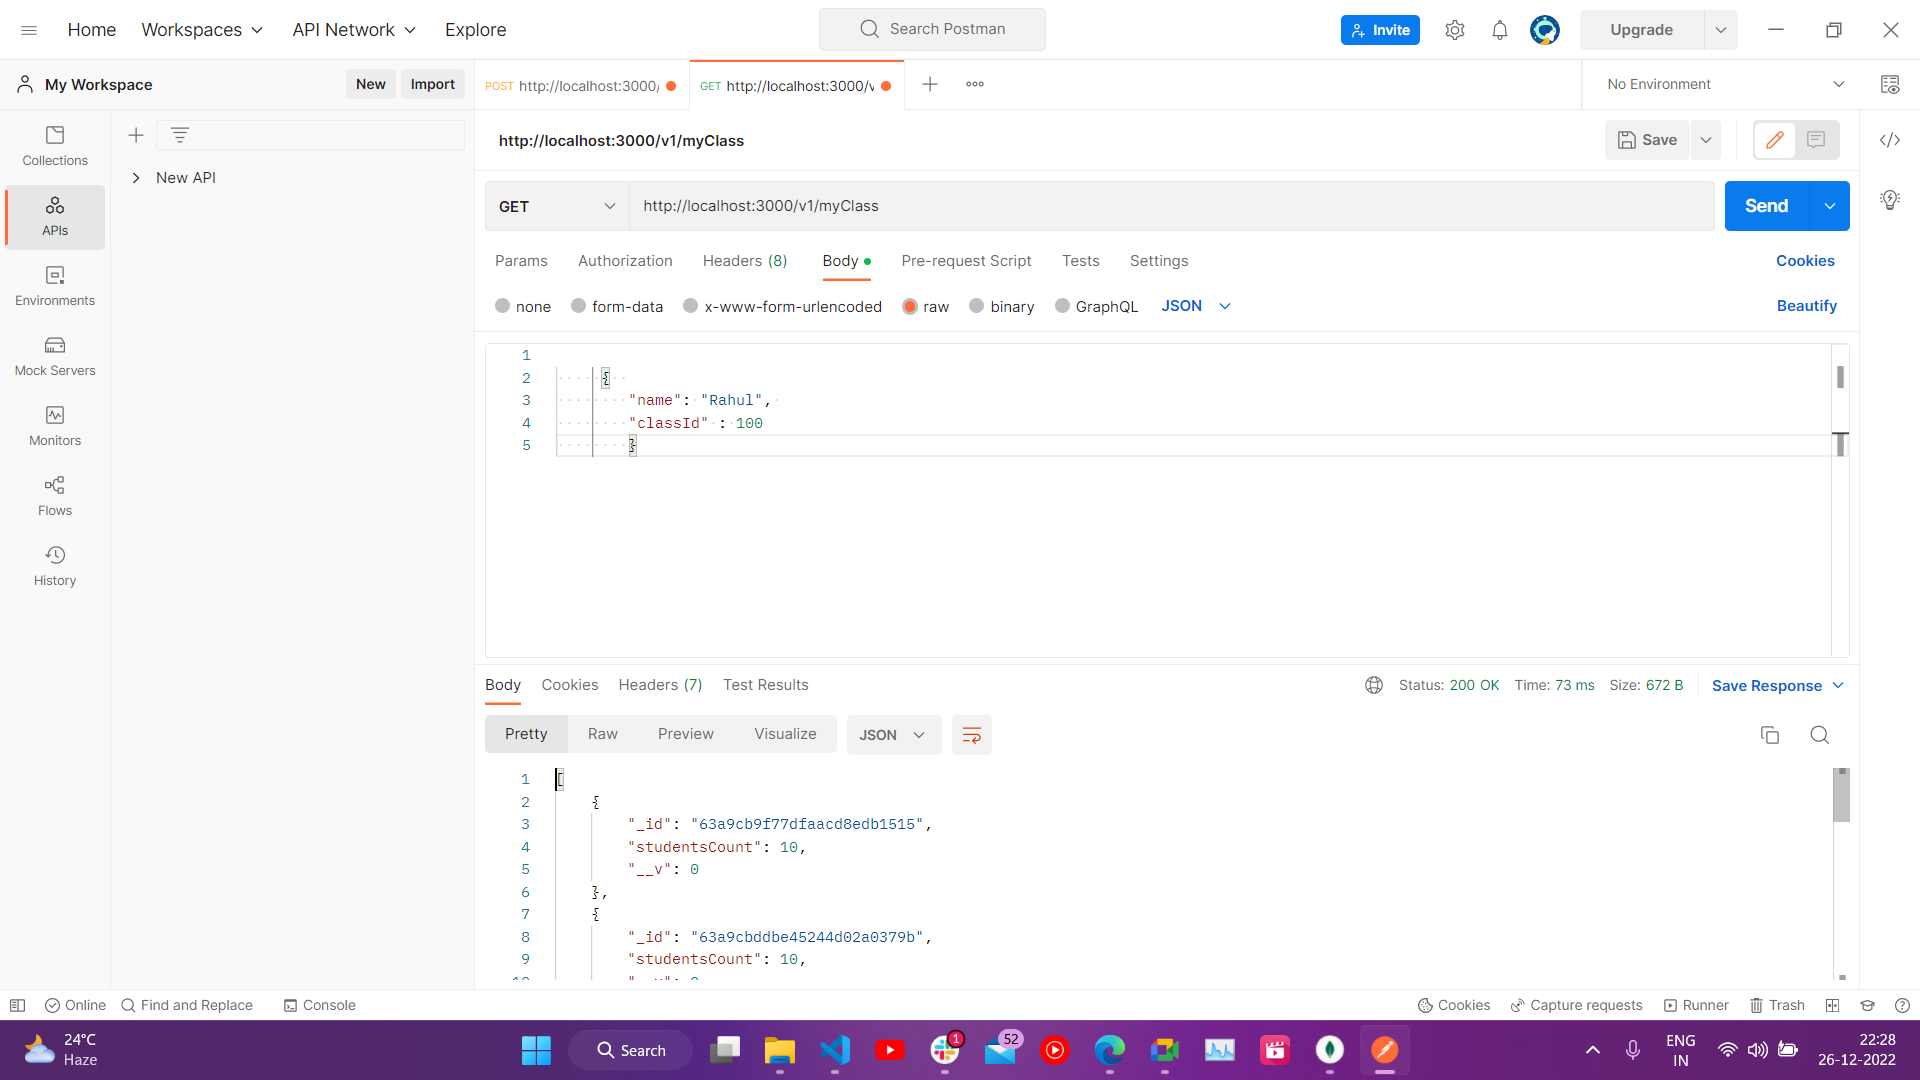 Home Workspaces API Network Explore Search Postman Invite Upgrade
My Workspace New Import POST http://localhost:3000/ GET http://localhost:3000/v No Environment
http://localhost:3000/v1/myClass Save
Collections
New API
APIs
Environments
Mock Servers
Monitors
Flows
History
GET http://localhost:3000/v1/myClass Send
Params Authorization Headers (8) Body Pre-request Script Tests Settings Cookies
none form-data x-www-form-urlencoded raw binary GraphQL JSON Beautify
1
2 {
3 "name": "Rahul",
4 "classId" : 100
5 }
Body Cookies Headers (7) Test Results Status: 200 OK Time: 73 ms Size: 672 B Save Response
Pretty Raw Preview Visualize JSON
1 [
2 {
3 "_id": "63a9cb9f77dfaacd8edb1515",
4 "studentsCount": 10,
5 "__v": 0
6 },
7 {
8 "_id": "63a9cbddbe45244d02a0379b",
9 "studentsCount": 10,
Online Find and Replace Console Cookies Capture requests Runner Trash
24°C
Haze
Search
1
52
ENG
IN
22:28
26-12-2022